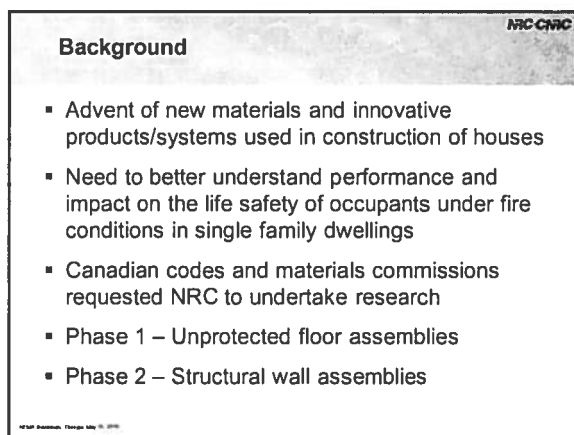 NRC-CNRC
Background
▪ Advent of new materials and innovative
products/systems used in construction of houses
▪ Need to better understand performance and
impact on the life safety of occupants under fire
conditions in single family dwellings
▪ Canadian codes and materials commissions
requested NRC to undertake research
▪ Phase 1 – Unprotected floor assemblies
▪ Phase 2 – Structural wall assemblies